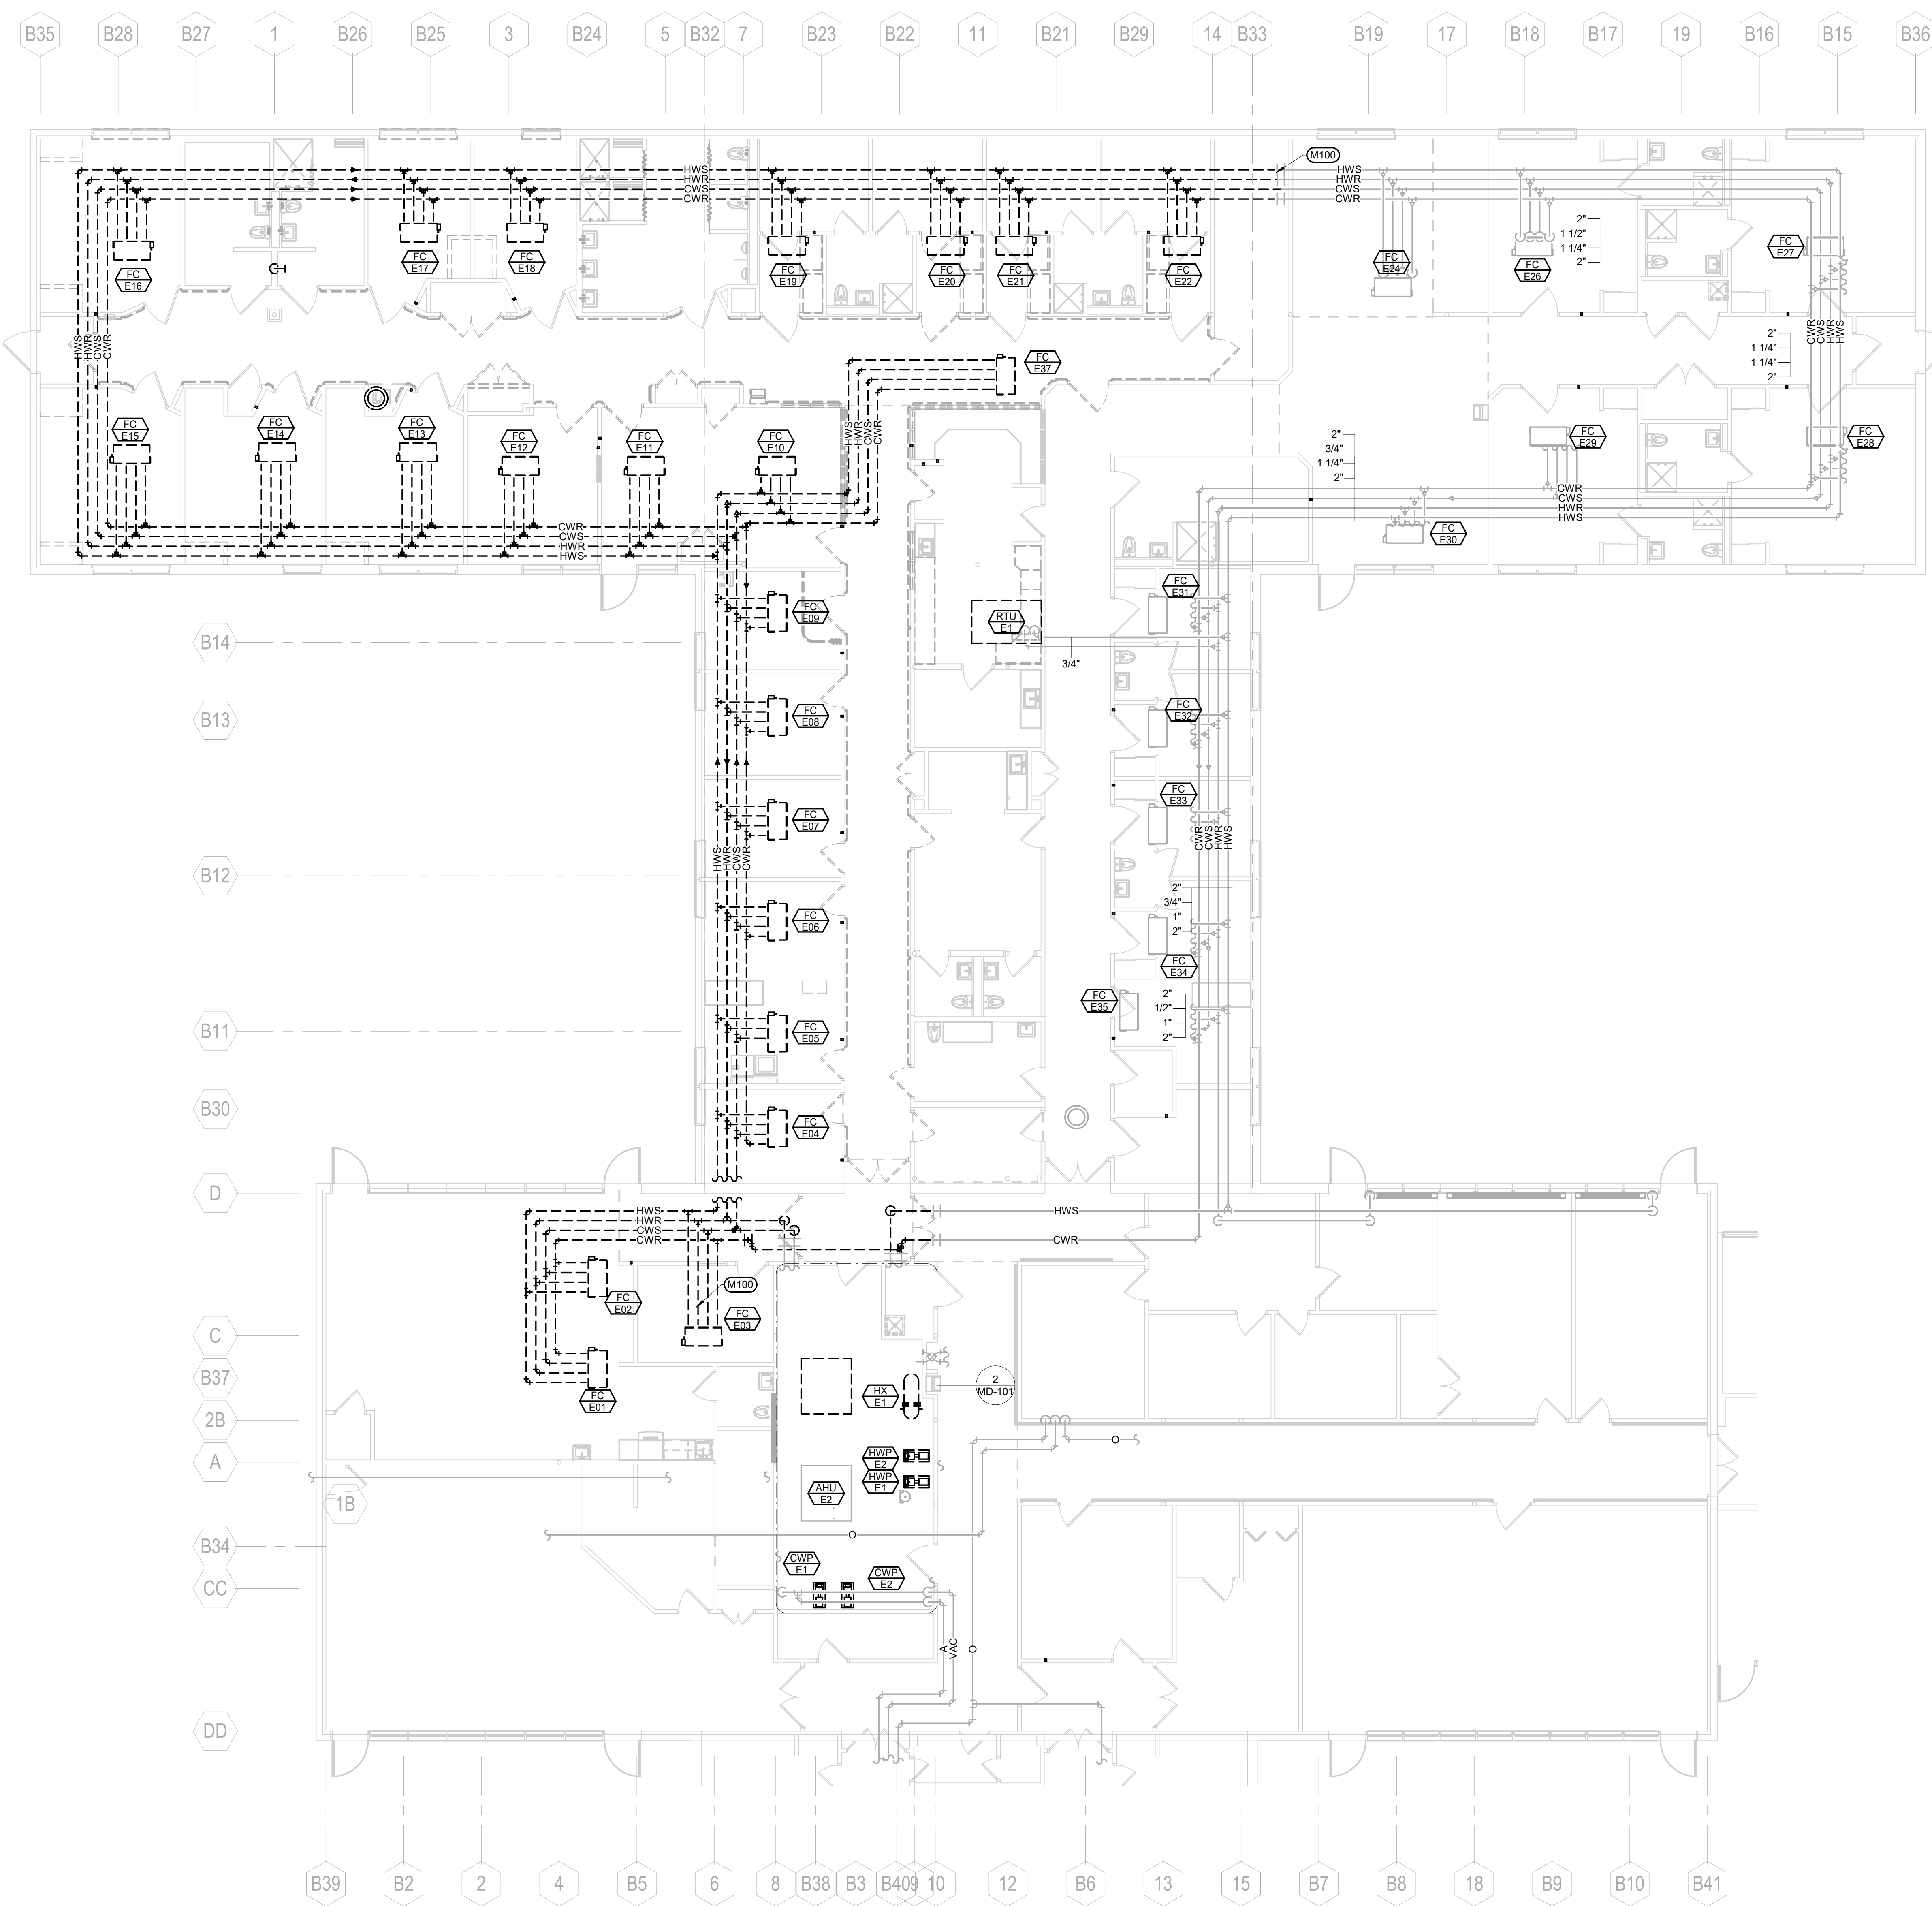 B35 B28 B27 1 B26 B25 3 B24 5 B32 7 B23 B22 11 B21 B29 14 B33 B19 17 B18 B17 19 B16 B15 B36
M100
HWS HWS
HWR HWR
CWS CWS
CWR CWR
2"
1 1/2"
1 1/4"
2"
FC
E16
FC
E17
FC
E18
FC
E19
FC
E20
FC
E21
FC
E22
FC
E24
FC
E26
FC
E27
HWS
HWR
CWS
CWR
CWR
CWS
HWR
HWS
2"
1 1/4"
1 1/4"
2"
FC
E37
HWS
HWR
CWS
CWR
FC
E15
FC
E14
FC
E13
FC
E12
FC
E11
FC
E10
FC
E29
FC
E28
2"
3/4"
1 1/4"
2"
CWR
CWS
HWR
HWS
CWR
CWS
HWR
HWS
FC
E30
FC
E09
FC
E31
RTU
E1
3/4"
B14
FC
E08
FC
E32
B13
FC
E07
FC
E33
HWS
HWR
CWS
CWR
CWR
CWS
HWR
HWS
B12
2"
3/4"
1"
2"
FC
E06
FC
E34
FC
E35
2"
1/2"
1"
2"
B11
FC
E05
B30
FC
E04
D
HWS
HWR
CWS
CWR
HWS
CWR
M100
FC
E02
FC
E03
C
B37
FC
E01
HX
E1
2
MD-101
2B
A
O
HWP
E2
HWP
E1
AHU
E2
1B
B34
O
CWP
E1
CWP
E2
CC
A
VAC
O
DD
B39 B2 2 4 B5 6 8 B38 B3 B40 9 10 12 B6 13 15 B7 B8 18 B9 B10 B41